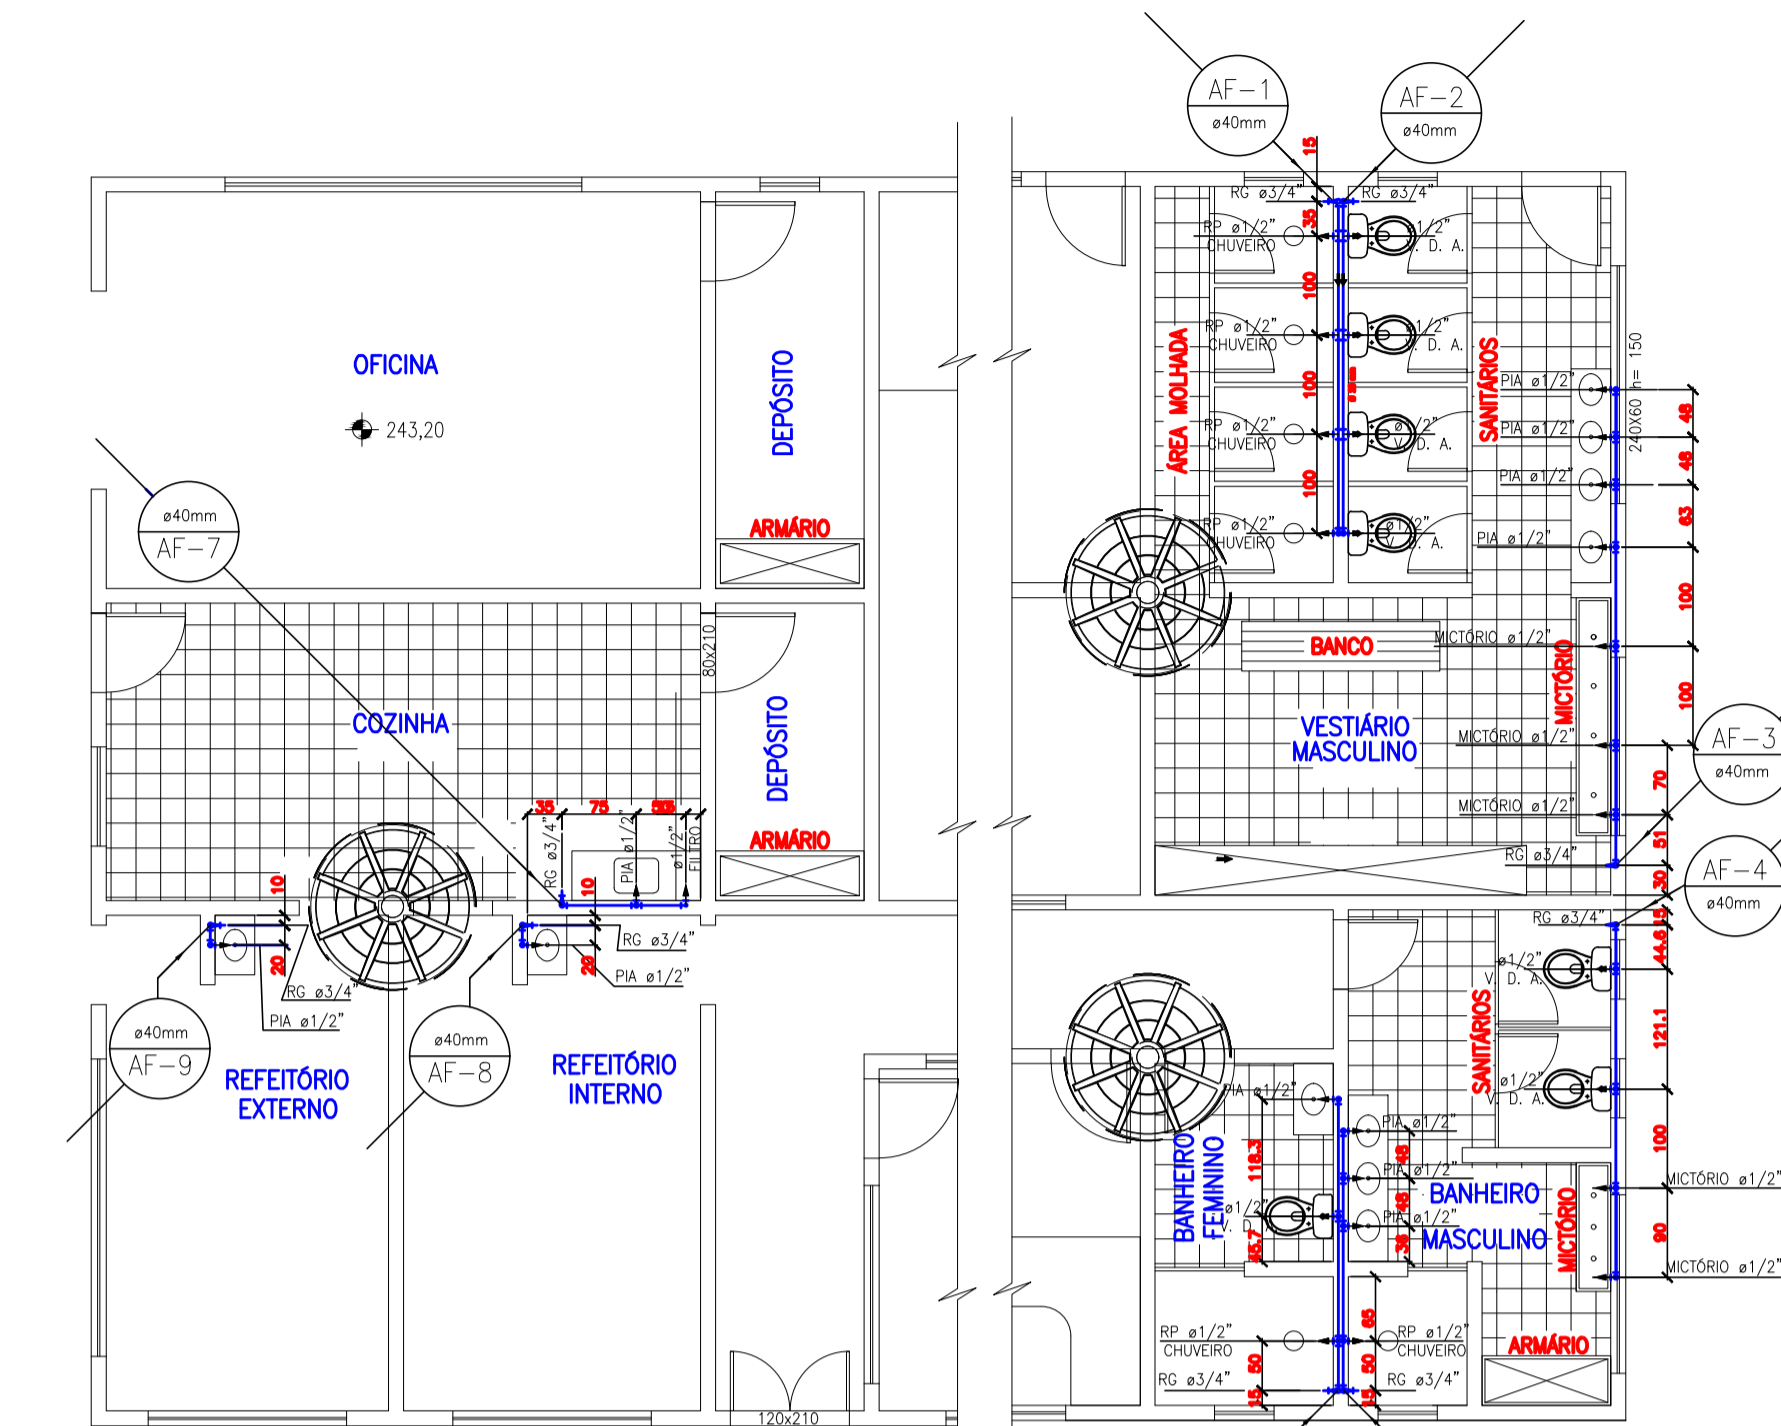 AF-1
ø40mm
AF-2
ø40mm
15
RG ø3/4"
RG ø3/4"
35
RP ø1/2"
CHUVEIRO
ø1/2"
V. D. A.
100
RP ø1/2"
CHUVEIRO
ø1/2"
V. D. A.
100
RP ø1/2"
CHUVEIRO
ø1/2"
V. D. A.
100
RP ø1/2"
CHUVEIRO
ø1/2"
V. D. A.
ÁREA MOLHADA
SANITÁRIOS
PIA ø1/2"
PIA ø1/2"
PIA ø1/2"
PIA ø1/2"
240X60 h= 150
48
48
63
100
100
OFICINA
243,20
DEPÓSITO
ARMÁRIO
ø40mm
AF-7
COZINHA
80x210
DEPÓSITO
ARMÁRIO
35
75
RG ø3/4"
PIA ø1/2"
ø1/2"
FILTRO
10
10
20
20
RG ø3/4"
PIA ø1/2"
RG ø3/4"
PIA ø1/2"
ø40mm
AF-9
ø40mm
AF-8
REFEITÓRIO
EXTERNO
REFEITÓRIO
INTERNO
120x210
BANCO
VESTIÁRIO
MASCULINO
MICTÓRIO ø1/2"
MICTÓRIO ø1/2"
MICTÓRIO ø1/2"
MICTÓRIO
RG ø3/4"
AF-3
ø40mm
70
51
30
AF-4
ø40mm
RG ø3/4"
15
44.6
ø1/2"
V. D. A.
121.1
ø1/2"
V. D. A.
SANITÁRIOS
100
MICTÓRIO ø1/2"
90
MICTÓRIO ø1/2"
MICTÓRIO
PIA ø1/2"
118.3
BANHEIRO
FEMININO
ø1/2"
V. D. A.
PIA ø1/2"
48
PIA ø1/2"
48
PIA ø1/2"
BANHEIRO
MASCULINO
RP ø1/2"
CHUVEIRO
RG ø3/4"
50
15
65
50
15
RP ø1/2"
CHUVEIRO
RG ø3/4"
ARMÁRIO